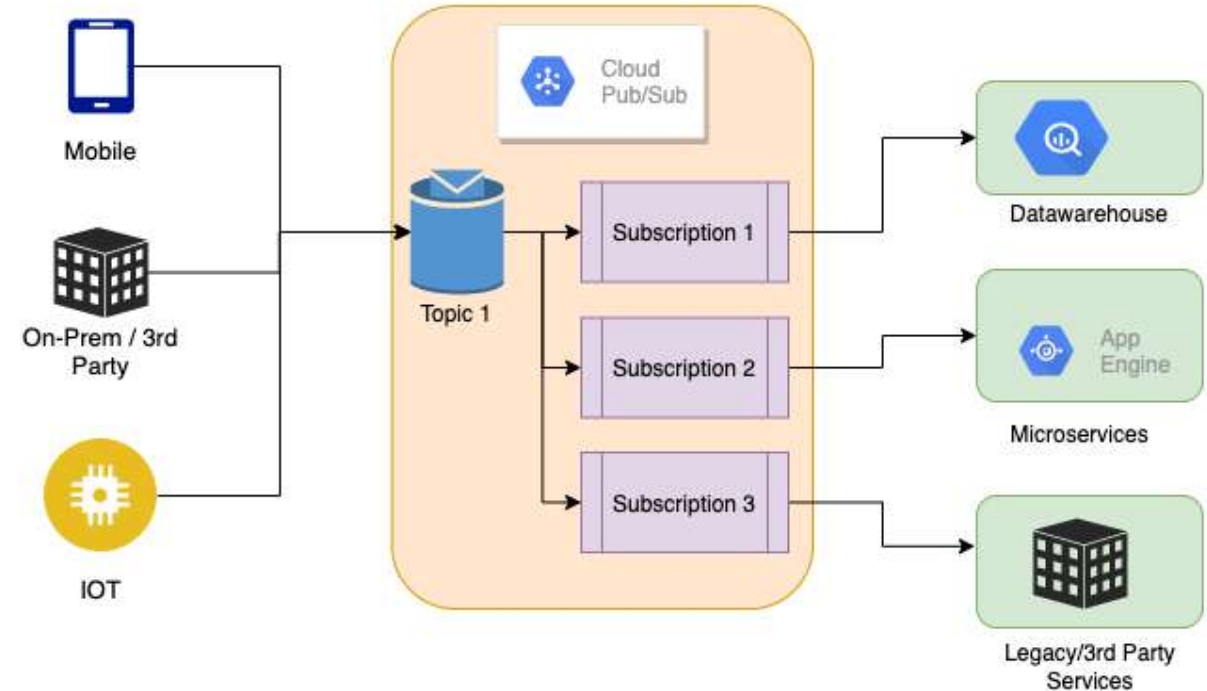 Cloud
Pub/Sub
Mobile
Datawarehouse
Subscription 1
Topic 1
On-Prem / 3rd
Party
Subscription 2
App
Engine
Microservices
Subscription 3
IOT
Legacy/3rd Party
Services